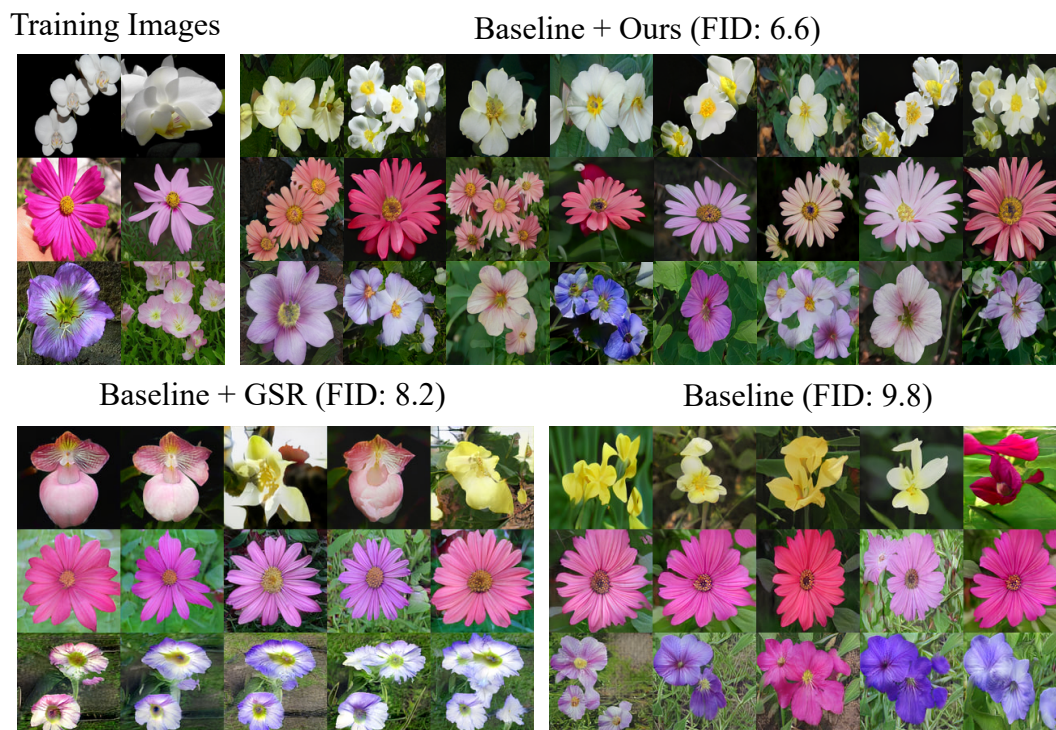 Training Images
Baseline + Ours (FID: 6.6)
Baseline + GSR (FID: 8.2)
Baseline (FID: 9.8)